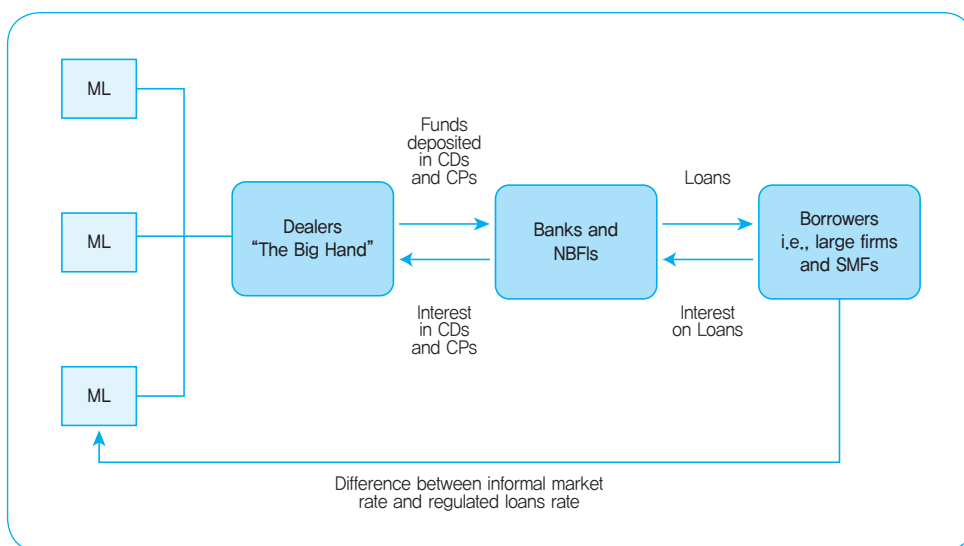 ML
ML
ML
Dealers
“The Big Hand”
Funds
deposited
in CDs
and CPs
Interest
in CDs
and CPs
Banks and
NBFIs
Loans
Interest
on Loans
Borrowers
i.e., large firms
and SMFs
Difference between informal market
rate and regulated loans rate